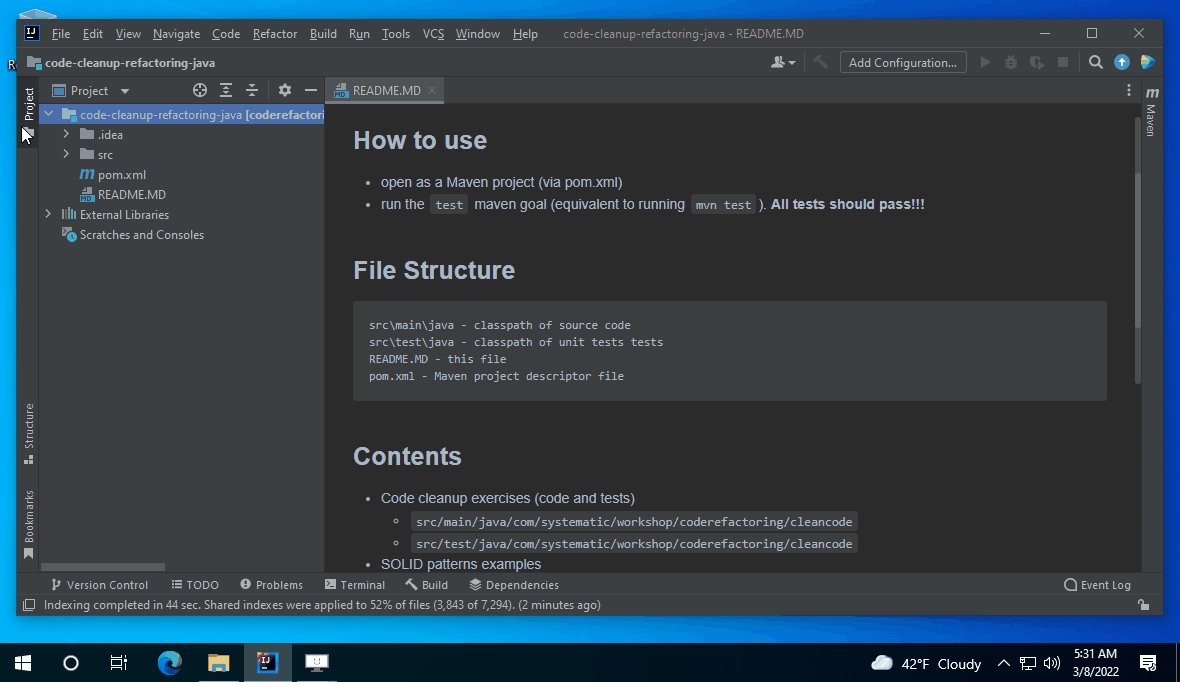 File Edit View Navigate Code Refactor Build Run Tools VCS Window Help code-cleanup-refactoring-java - README.MD
code-cleanup-refactoring-java Add Configuration...
Project
Project
README.MD
Maven
code-cleanup-refactoring-java [coderefactori
.idea
src
pom.xml
README.MD
External Libraries
Scratches and Consoles
How to use
• open as a Maven project (via pom.xml)
• run the test maven goal (equivalent to running mvn test ). All tests should pass!!!
File Structure
src\main\java - classpath of source code
src\test\java - classpath of unit tests tests
README.MD - this file
pom.xml - Maven project descriptor file
Contents
• Code cleanup exercises (code and tests)
◦ src/main/java/com/systematic/workshop/coderefactoring/cleancode
◦ src/test/java/com/systematic/workshop/coderefactoring/cleancode
• SOLID patterns examples
Structure
Bookmarks
Version Control TODO Problems Terminal Build Dependencies Event Log
Indexing completed in 44 sec. Shared indexes were applied to 52% of files (3,843 of 7,294). (2 minutes ago)
42°F Cloudy
5:31 AM
3/8/2022